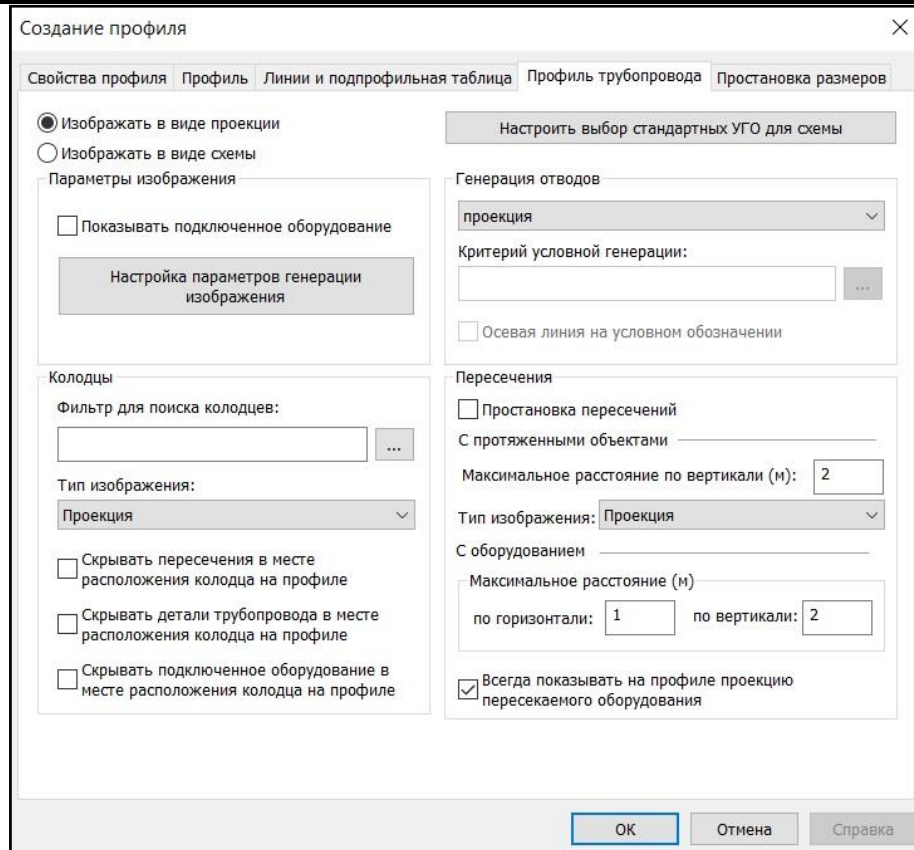 Создание профиля
Свойства профиля Профиль Линии и подпрофильная таблица Профиль трубопровода Простановка размеров
Изображать в виде проекции
Настроить выбор стандартных УГО для схемы
Изображать в виде схемы
Параметры изображения
Показывать подключенное оборудование
Настройка параметров генерации
изображения
Генерация отводов
проекция
Критерий условной генерации:
...
Осевая линия на условном обозначении
Колодцы
Фильтр для поиска колодцев:
...
Тип изображения:
Проекция
Скрывать пересечения в месте
расположения колодца на профиле
Скрывать детали трубопровода в месте
расположения колодца на профиле
Скрывать подключенное оборудование в
месте расположения колодца на профиле
Пересечения
Простановка пересечений
С протяженными объектами
Максимальное расстояние по вертикали (м): 2
Тип изображения: Проекция
С оборудованием
Максимальное расстояние (м)
по горизонтали: 1 по вертикали: 2
Всегда показывать на профиле проекцию
пересекаемого оборудования
ОК Отмена Справка